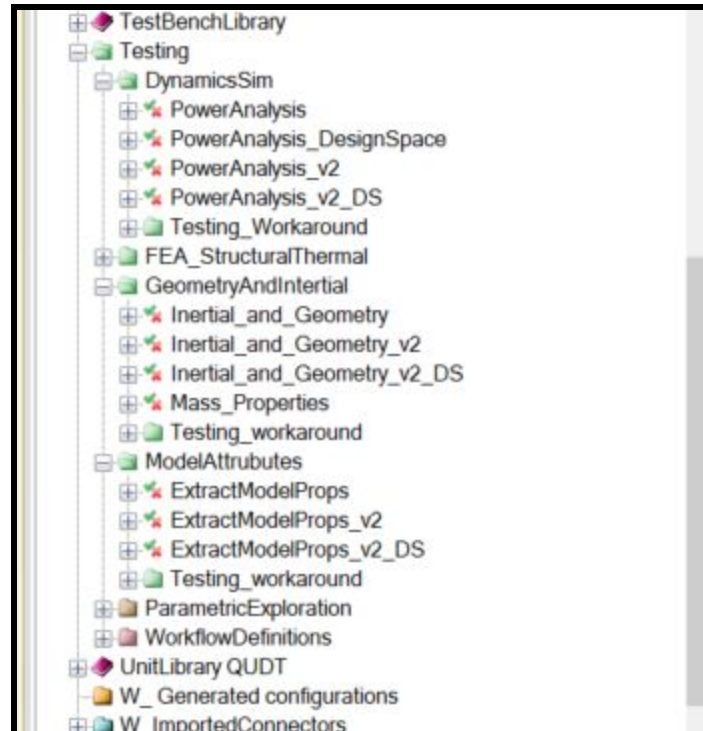 TestBenchLibrary
Testing
DynamicsSim
PowerAnalysis
PowerAnalysis_DesignSpace
PowerAnalysis_v2
PowerAnalysis_v2_DS
Testing_Workaround
FEA_StructuralThermal
GeometryAndIntertial
Inertial_and_Geometry
Inertial_and_Geometry_v2
Inertial_and_Geometry_v2_DS
Mass_Properties
Testing_workaround
ModelAttrubutes
ExtractModelProps
ExtractModelProps_v2
ExtractModelProps_v2_DS
Testing_workaround
ParametricExploration
WorkflowDefinitions
UnitLibrary QUDT
W_ Generated configurations
W_ImportedConnectors